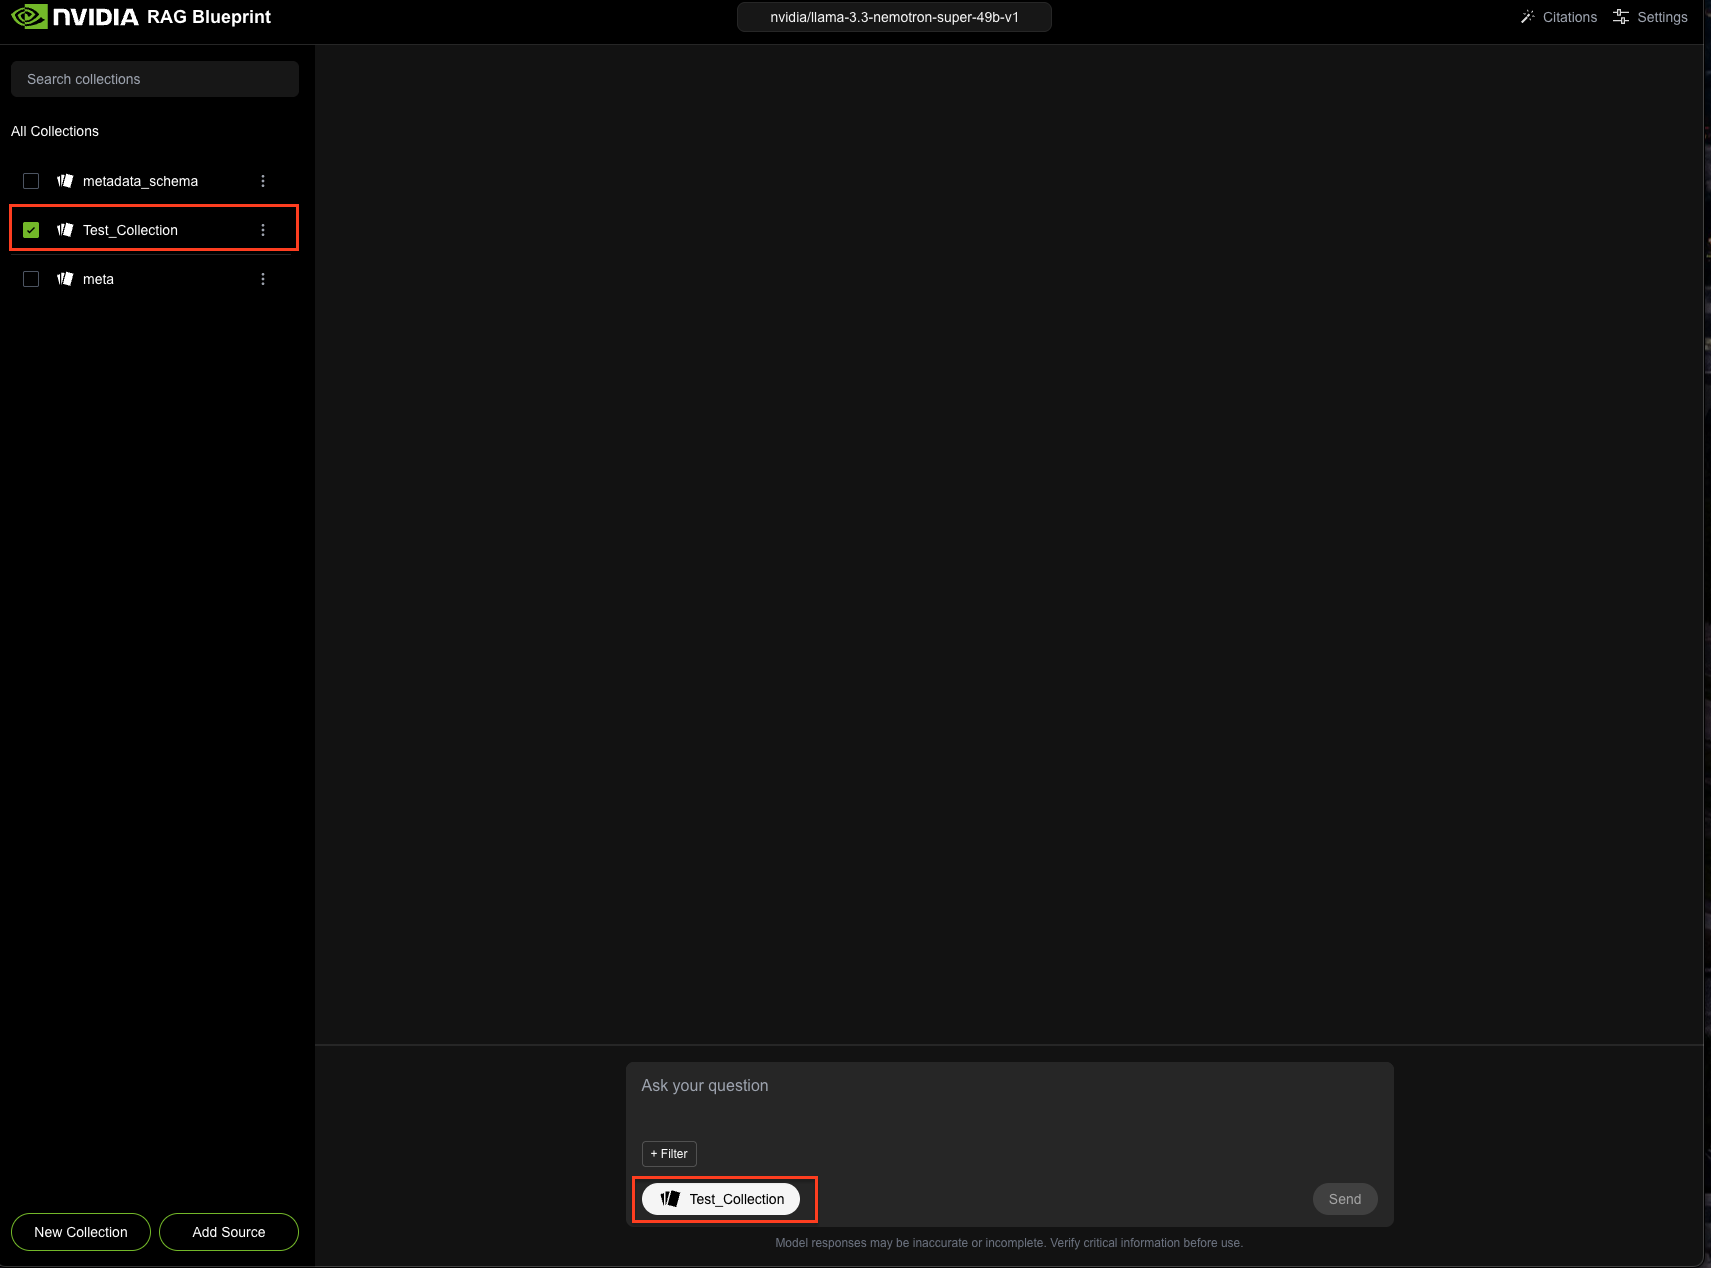 NVIDIA RAG Blueprint
nvidia/llama-3.3-nemotron-super-49b-v1
Citations
Settings
Search collections
All Collections
metadata_schema
Test_Collection
meta
New Collection
Add Source
Ask your question
+ Filter
Test_Collection
Send
Model responses may be inaccurate or incomplete. Verify critical information before use.